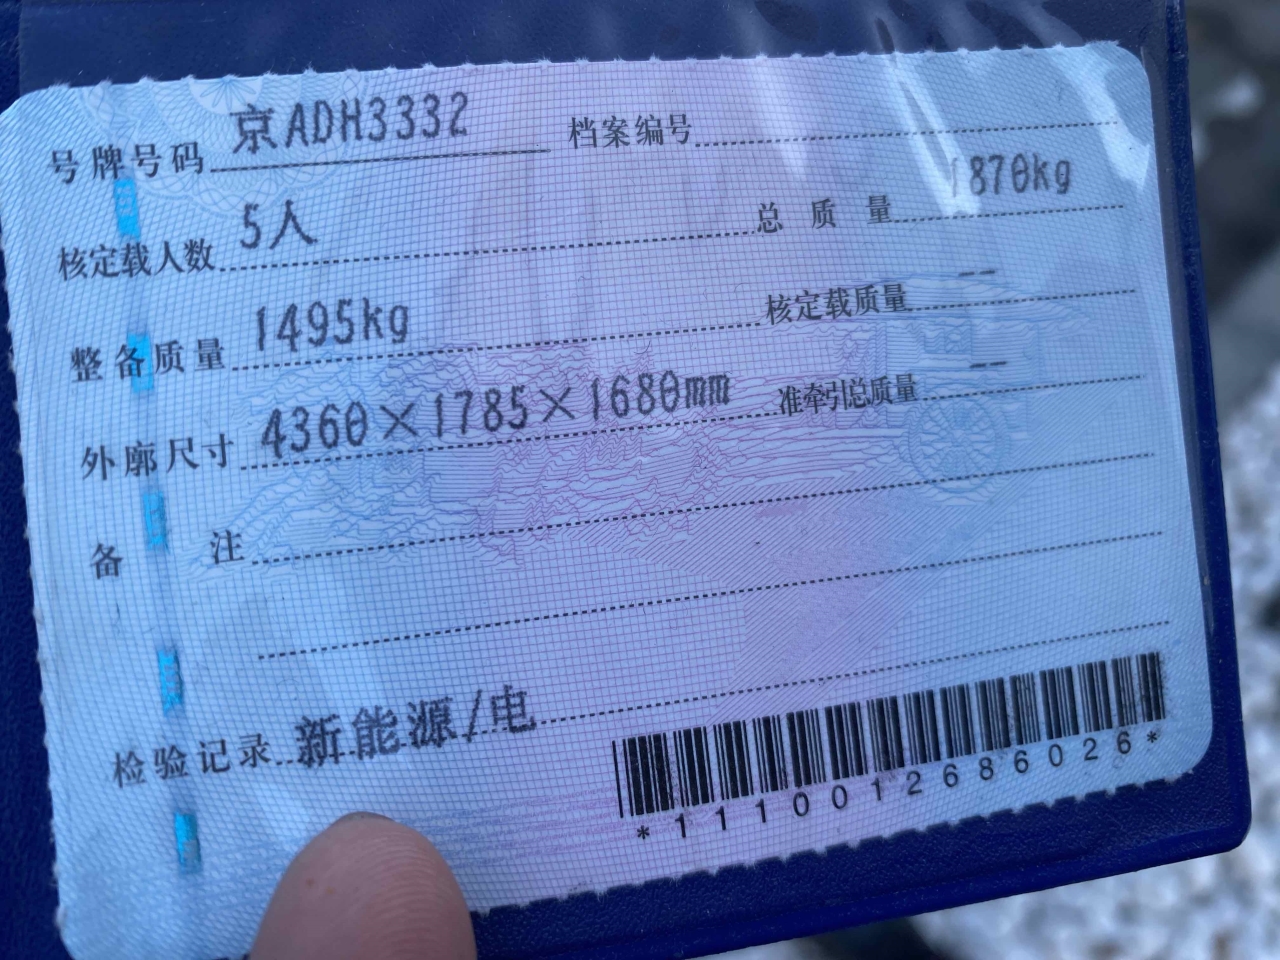 号牌号码 京ADH3332 档案编号
核定载人数 5人 总质量 1870kg
整备质量 1495kg 核定载质量 --
外廓尺寸 4360×1785×1680mm 准牵引总质量 --
备注
检验记录 新能源/电
*1110012686026*